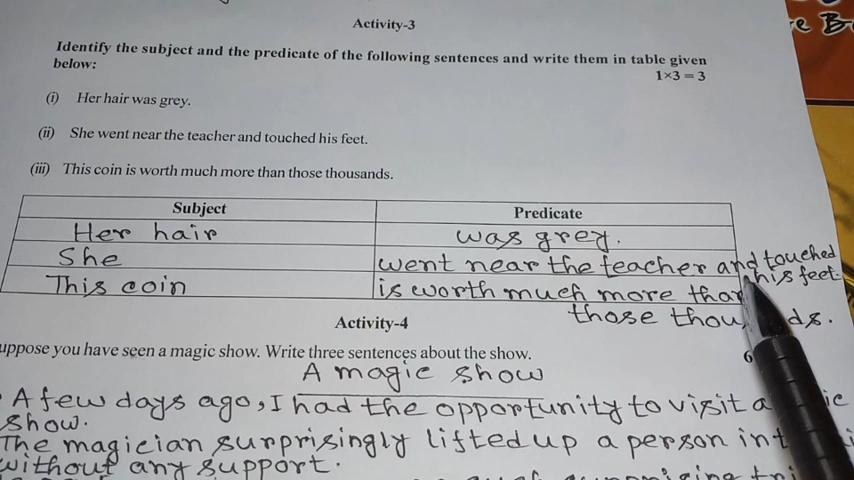 Activity-3
Identify the subject and the predicate of the following sentences and write them in table given
below:
1×3 = 3
(i) Her hair was grey.
(ii) She went near the teacher and touched his feet.
(iii) This coin is worth much more than those thousands.
Subject Predicate
Her hair was grey.
She went near the teacher and touched
his feet.
This coin is worth much more than
those thou ds.
Activity-4
uppose you have seen a magic show. Write three sentences about the show.
6
A magic show
A few days ago, I had the opportunity to visit a ic
show.
The magician surprisingly lifted up a person
without any support.